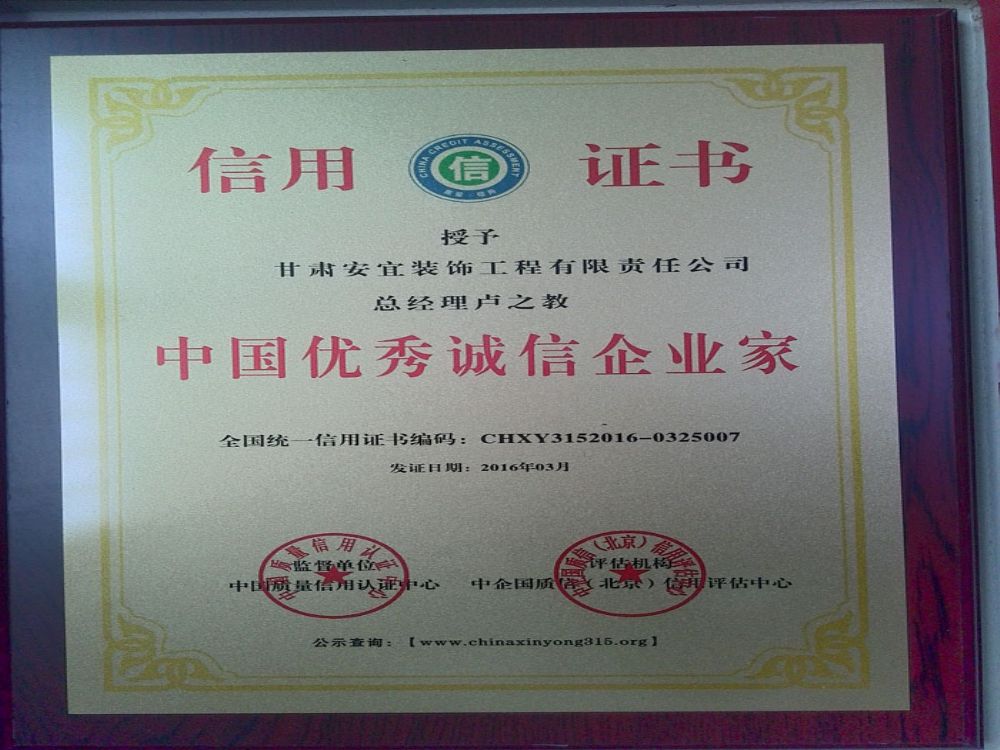 信用 证书
CHINA CREDIT ASSESSMENT
信
授予
甘肃安宜装饰工程有限责任公司
总经理卢之教
中国优秀诚信企业家
全国统一信用证书编码：CHXY3152016-0325007
发证日期：2016年03月
监督单位 评估机构
中国质量信用认证中心 中企国质信（北京）信用评估中心
公示查询：【www.chinaxinyong315.org】